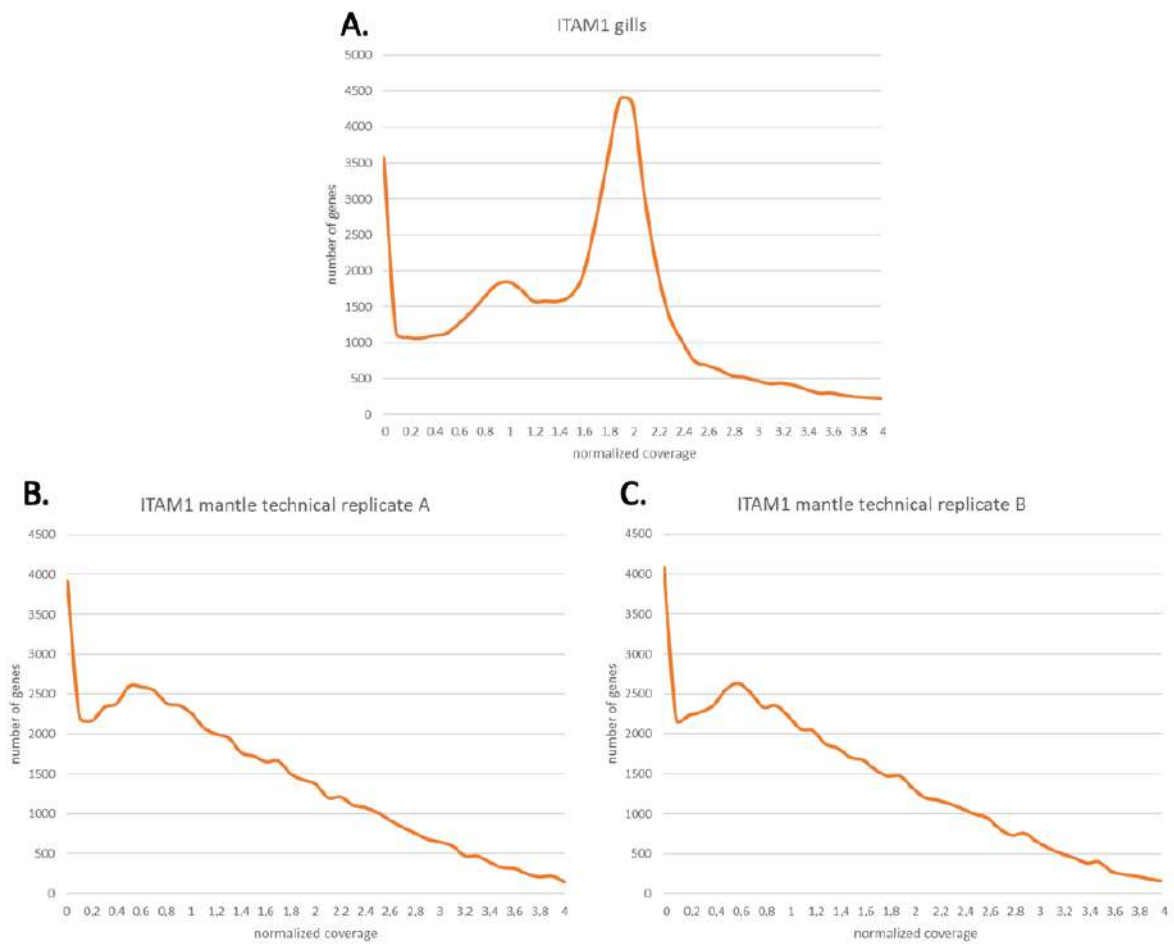 A.
ITAM1 gills
5000
4500
4000
3500
3000
2500
2000
1500
1000
500
0
number of genes
0 0,2 0,4 0,6 0,8 1 1,2 1,4 1,6 1,8 2 2,2 2,4 2,6 2,8 3 3,2 3,4 3,6 3,8 4
normalized coverage
B.
ITAM1 mantle technical replicate A
4500
4000
3500
3000
2500
2000
1500
1000
500
0
number of genes
0 0,2 0,4 0,6 0,8 1 1,2 1,4 1,6 1,8 2 2,2 2,4 2,6 2,8 3 3,2 3,4 3,6 3,8 4
normalized coverage
C.
ITAM1 mantle technical replicate B
4500
4000
3500
3000
2500
2000
1500
1000
500
0
number of genes
0 0,2 0,4 0,6 0,8 1 1,2 1,4 1,6 1,8 2 2,2 2,4 2,6 2,8 3 3,2 3,4 3,6 3,8 4
normalized coverage